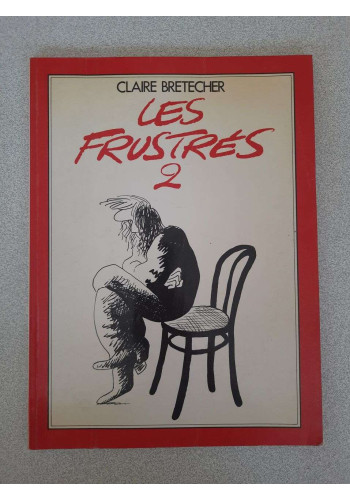 CLAIRE BRETECHER
LES
FRUSTRÉS
2